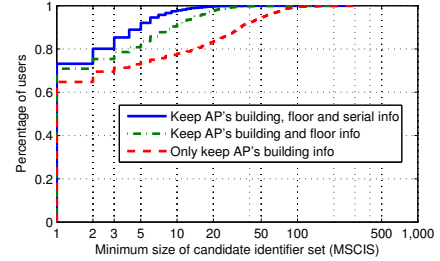 Percentage of users
1
0.8
0.6
0.4
0.2
0
Keep AP's building, floor and serial info
Keep AP's building and floor info
Only keep AP's building info
1 2 3 5 10 20 50 100 500 1,000
Minimum size of candidate identifier set (MSCIS)